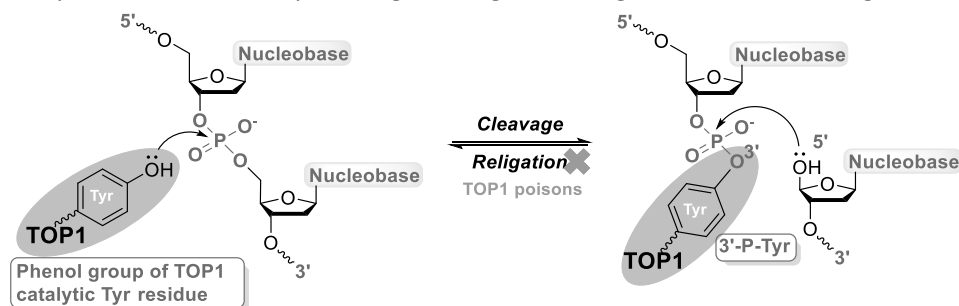 5'
O
Nucleobase
O
O
P
O-
O
O
OH
Tyr
TOP1
O
Nucleobase
O
3'
Phenol group of TOP1
catalytic Tyr residue
Cleavage
Religation
TOP1 poisons
5'
O
Nucleobase
O
O
P
O-
O
O
3'
5'
OH
Nucleobase
O
O
3'
Tyr
TOP1
3'-P-Tyr